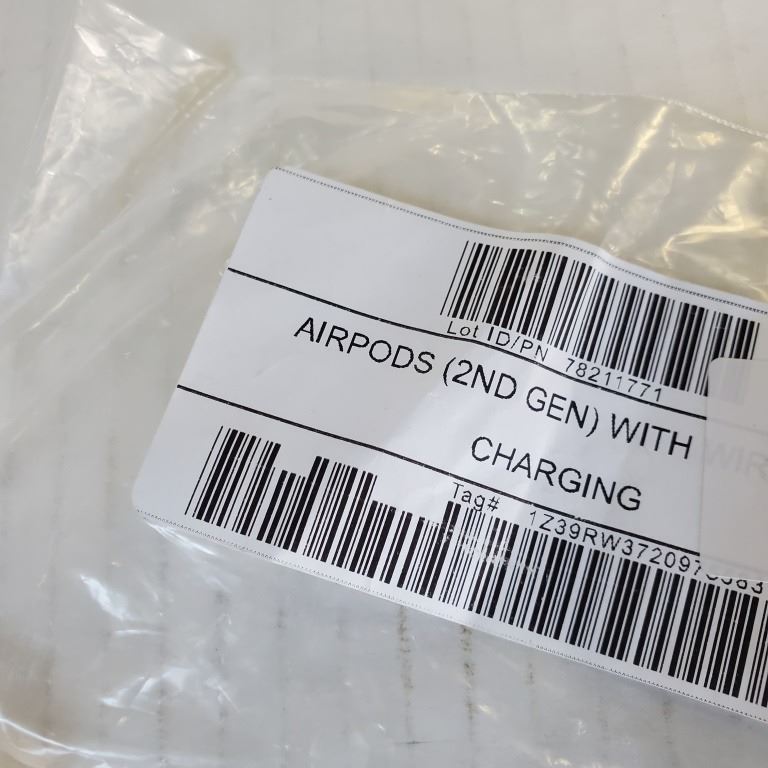 Lot ID/PN 78211771
AIRPODS (2ND GEN) WITH
CHARGING
Tag#